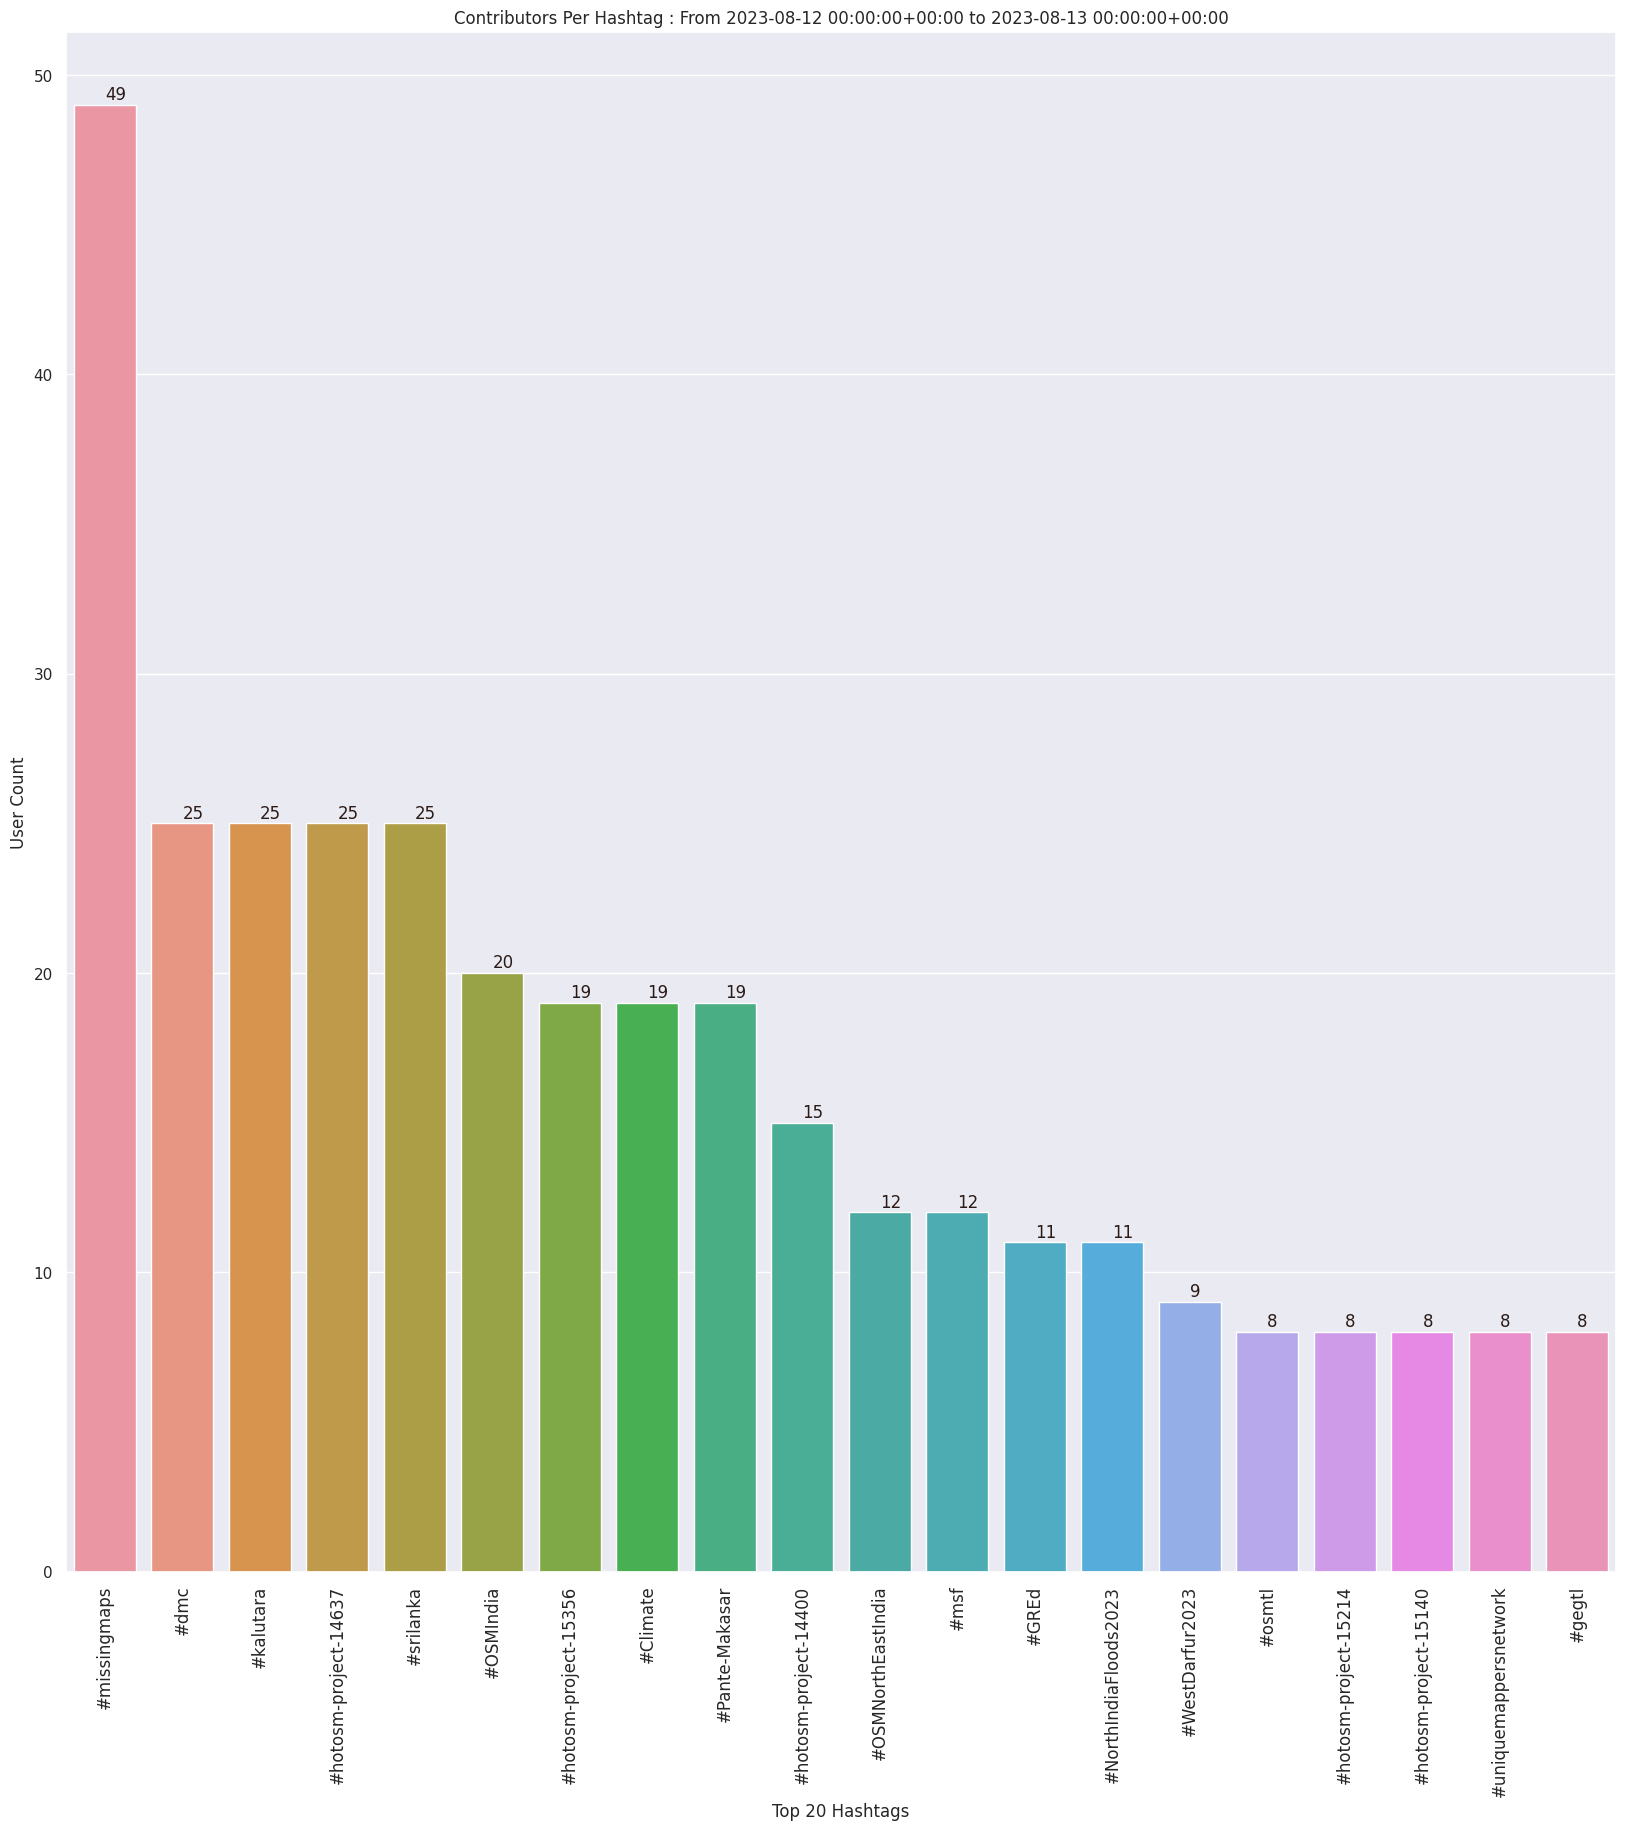 Contributors Per Hashtag : From 2023-08-12 00:00:00+00:00 to 2023-08-13 00:00:00+00:00
User Count
50
40
30
20
10
0
49
25
25
25
25
20
19
19
19
15
12
12
11
11
9
8
8
8
8
8
#missingmaps
#dmc
#kalutara
#hotosm-project-14637
#srilanka
#OSMIndia
#hotosm-project-15356
#Climate
#Pante-Makasar
#hotosm-project-14400
#OSMNorthEastIndia
#msf
#GREd
#NorthIndiaFloods2023
#WestDarfur2023
#osmtl
#hotosm-project-15214
#hotosm-project-15140
#uniquemappersnetwork
#gegtl
Top 20 Hashtags